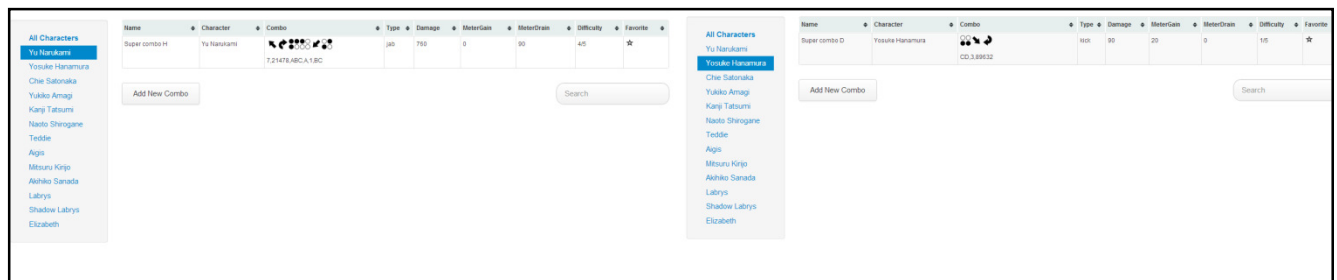 All Characters
Yu Narukami
Yosuke Hanamura
Chie Satonaka
Yukiko Amagi
Kanji Tatsumi
Naoto Shirogane
Teddie
Aigis
Mitsuru Kirijo
Akihiko Sanada
Labrys
Shadow Labrys
Elizabeth
Name Character Combo Type Damage MeterGain MeterDrain Difficulty Favorite
Super combo H Yu Narukami jab 760 0 90 4/5
7,21478,ABC,A,1,BC
Add New Combo Search
All Characters
Yu Narukami
Yosuke Hanamura
Chie Satonaka
Yukiko Amagi
Kanji Tatsumi
Naoto Shirogane
Teddie
Aigis
Mitsuru Kirijo
Akihiko Sanada
Labrys
Shadow Labrys
Elizabeth
Name Character Combo Type Damage MeterGain MeterDrain Difficulty Favorite
Super combo D Yosuke Hanamura kick 90 20 0 1/5
CD,3,89632
Add New Combo Search